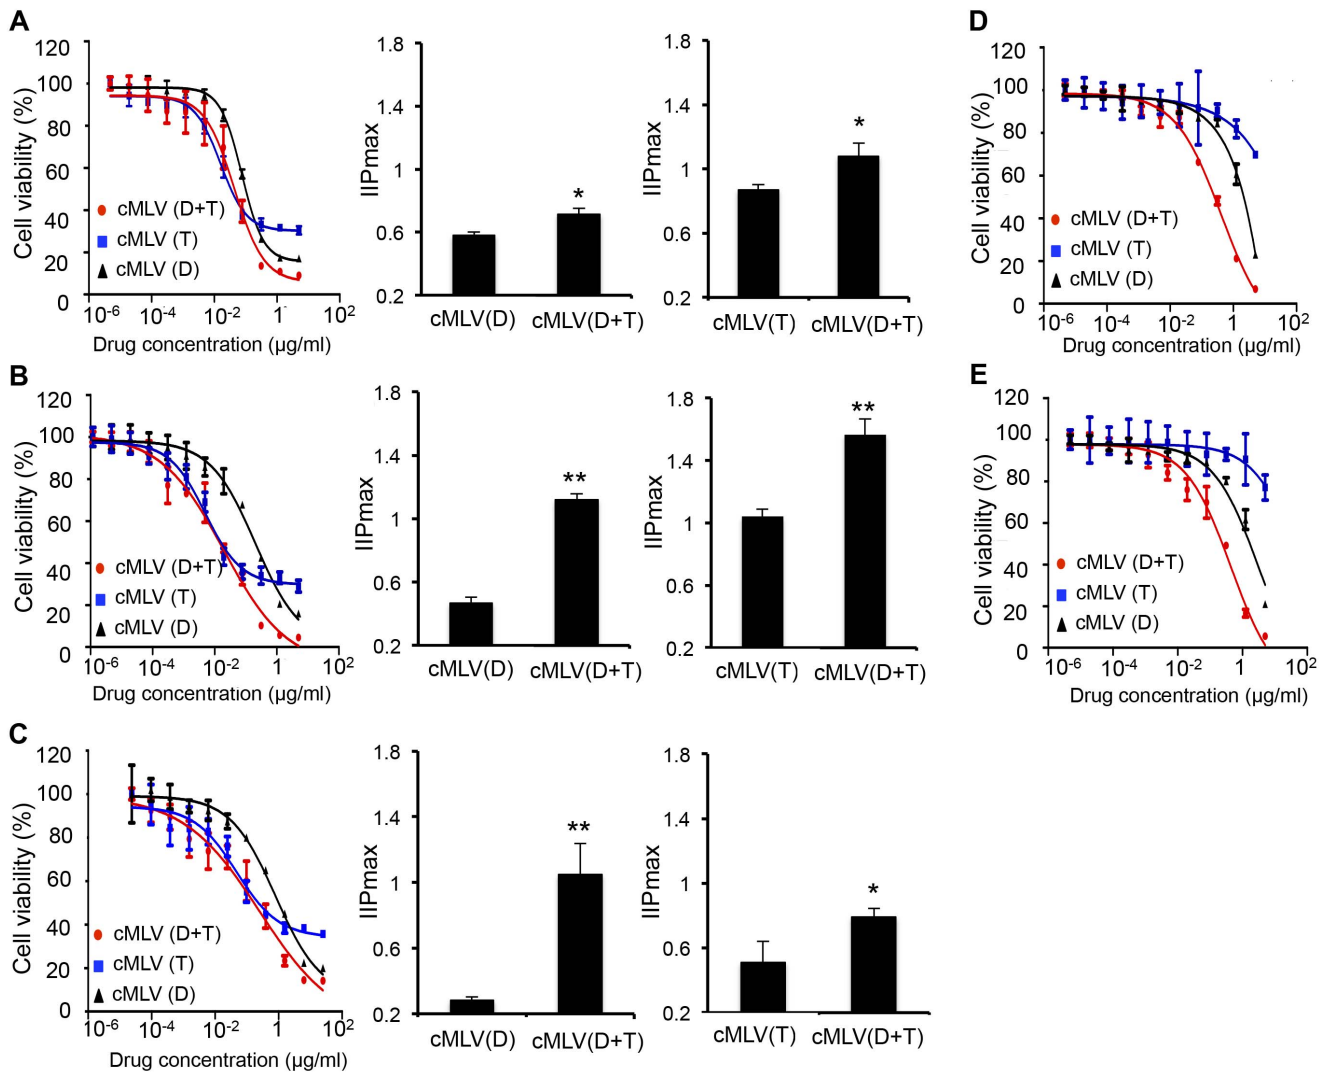 A
120
100
80
60
40
20
0
Cell viability (%)
cMLV (D+T)
cMLV (T)
cMLV (D)
10-6 10-4 10-2 1 102
Drug concentration (µg/ml)
1.8
1.4
1
0.6
0.2
IIPmax
*
cMLV(D) cMLV(D+T)
1.8
1.4
1
0.6
0.2
IIPmax
*
cMLV(T) cMLV(D+T)
D
120
100
80
60
40
20
0
Cell viability (%)
cMLV (D+T)
cMLV (T)
cMLV (D)
10-6 10-4 10-2 1 102
Drug concentration (µg/ml)
B
120
100
80
60
40
20
0
Cell viability (%)
cMLV (D+T)
cMLV (T)
cMLV (D)
10-6 10-4 10-2 1 102
Drug concentration (µg/ml)
1.8
1.4
1
0.6
0.2
IIPmax
**
cMLV(D) cMLV(D+T)
1.8
1.4
1
0.6
0.2
IIPmax
**
cMLV(T) cMLV(D+T)
E
120
100
80
60
40
20
0
Cell viability (%)
cMLV (D+T)
cMLV (T)
cMLV (D)
10-6 10-4 10-2 1 102
Drug concentration (µg/ml)
C
120
100
80
60
40
20
0
Cell viability (%)
cMLV (D+T)
cMLV (T)
cMLV (D)
10-6 10-4 10-2 1 102
Drug concentration (µg/ml)
1.8
1.4
1
0.6
0.2
IIPmax
**
cMLV(D) cMLV(D+T)
1.8
1.4
1
0.6
0.2
IIPmax
*
cMLV(T) cMLV(D+T)